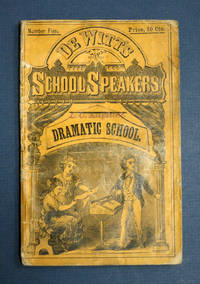 Number Five.
Price, 10 Cts.
DE WITT'S
SCHOOL SPEAKERS
DRAMATIC SCHOOL.